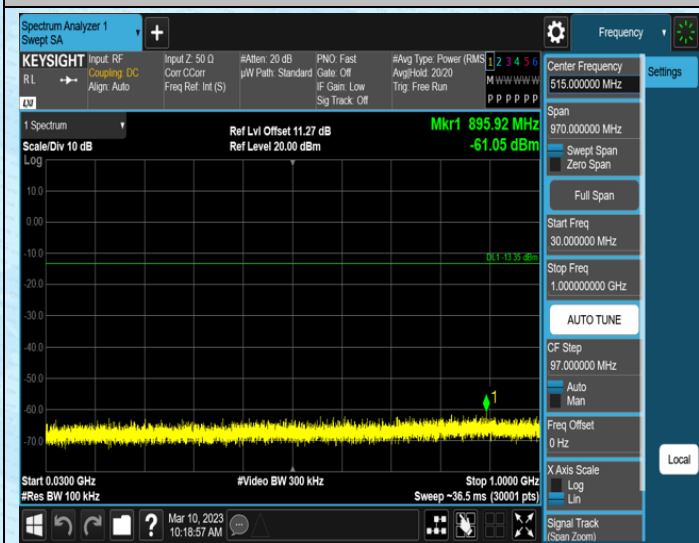 Spectrum Analyzer 1
Swept SA
Frequency
KEYSIGHT
RL
LXI
Input: RF
Coupling: DC
Align: Auto
Input Z: 50 Ω
Corr CCorr
Freq Ref: Int (S)
#Atten: 20 dB
µW Path: Standard
PNO: Fast
Gate: Off
IF Gain: Low
Sig Track: Off
#Avg Type: Power (RMS
Avg|Hold: 20/20
Trig: Free Run
1 2 3 4 5 6
M W W W W W
P P P P P P
1 Spectrum
Scale/Div 10 dB
Log
Ref Lvl Offset 11.27 dB
Ref Level 20.00 dBm
Mkr1 895.92 MHz
-61.05 dBm
10.0
0.00
-10.0
DL1 -13.35 dBm
-20.0
-30.0
-40.0
-50.0
1
-60.0
-70.0
Start 0.0300 GHz
#Res BW 100 kHz
#Video BW 300 kHz
Stop 1.0000 GHz
Sweep ~36.5 ms (30001 pts)
Mar 10, 2023
10:18:57 AM
?
Center Frequency
515.000000 MHz
Settings
Span
970.000000 MHz
Swept Span
Zero Span
Full Span
Start Freq
30.000000 MHz
Stop Freq
1.000000000 GHz
AUTO TUNE
CF Step
97.000000 MHz
Auto
Man
Freq Offset
0 Hz
X Axis Scale
Log
Lin
Local
Signal Track
(Span Zoom)